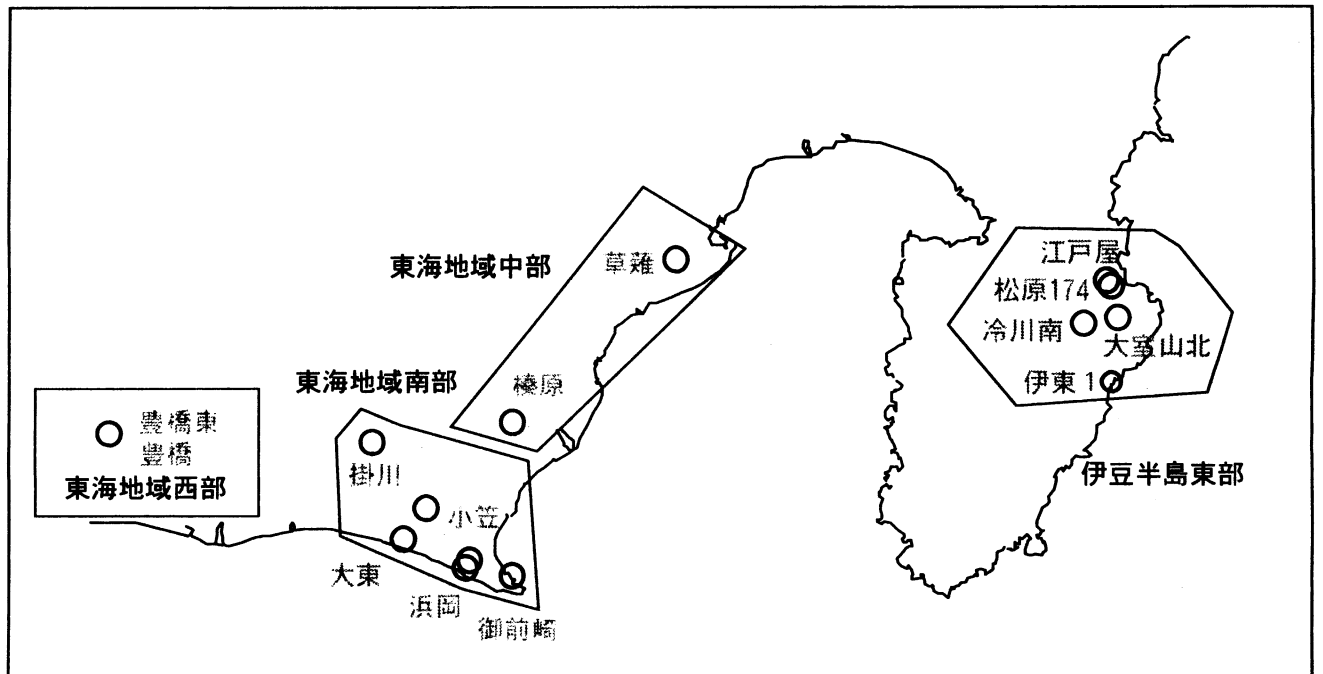 東海地域中部
草薙
榛原
東海地域南部
掛川
小笠
大東
浜岡
御前崎
豊橋東
豊橋
東海地域西部
江戸屋
松原174
冷川南
大室山北
伊東1
伊豆半島東部